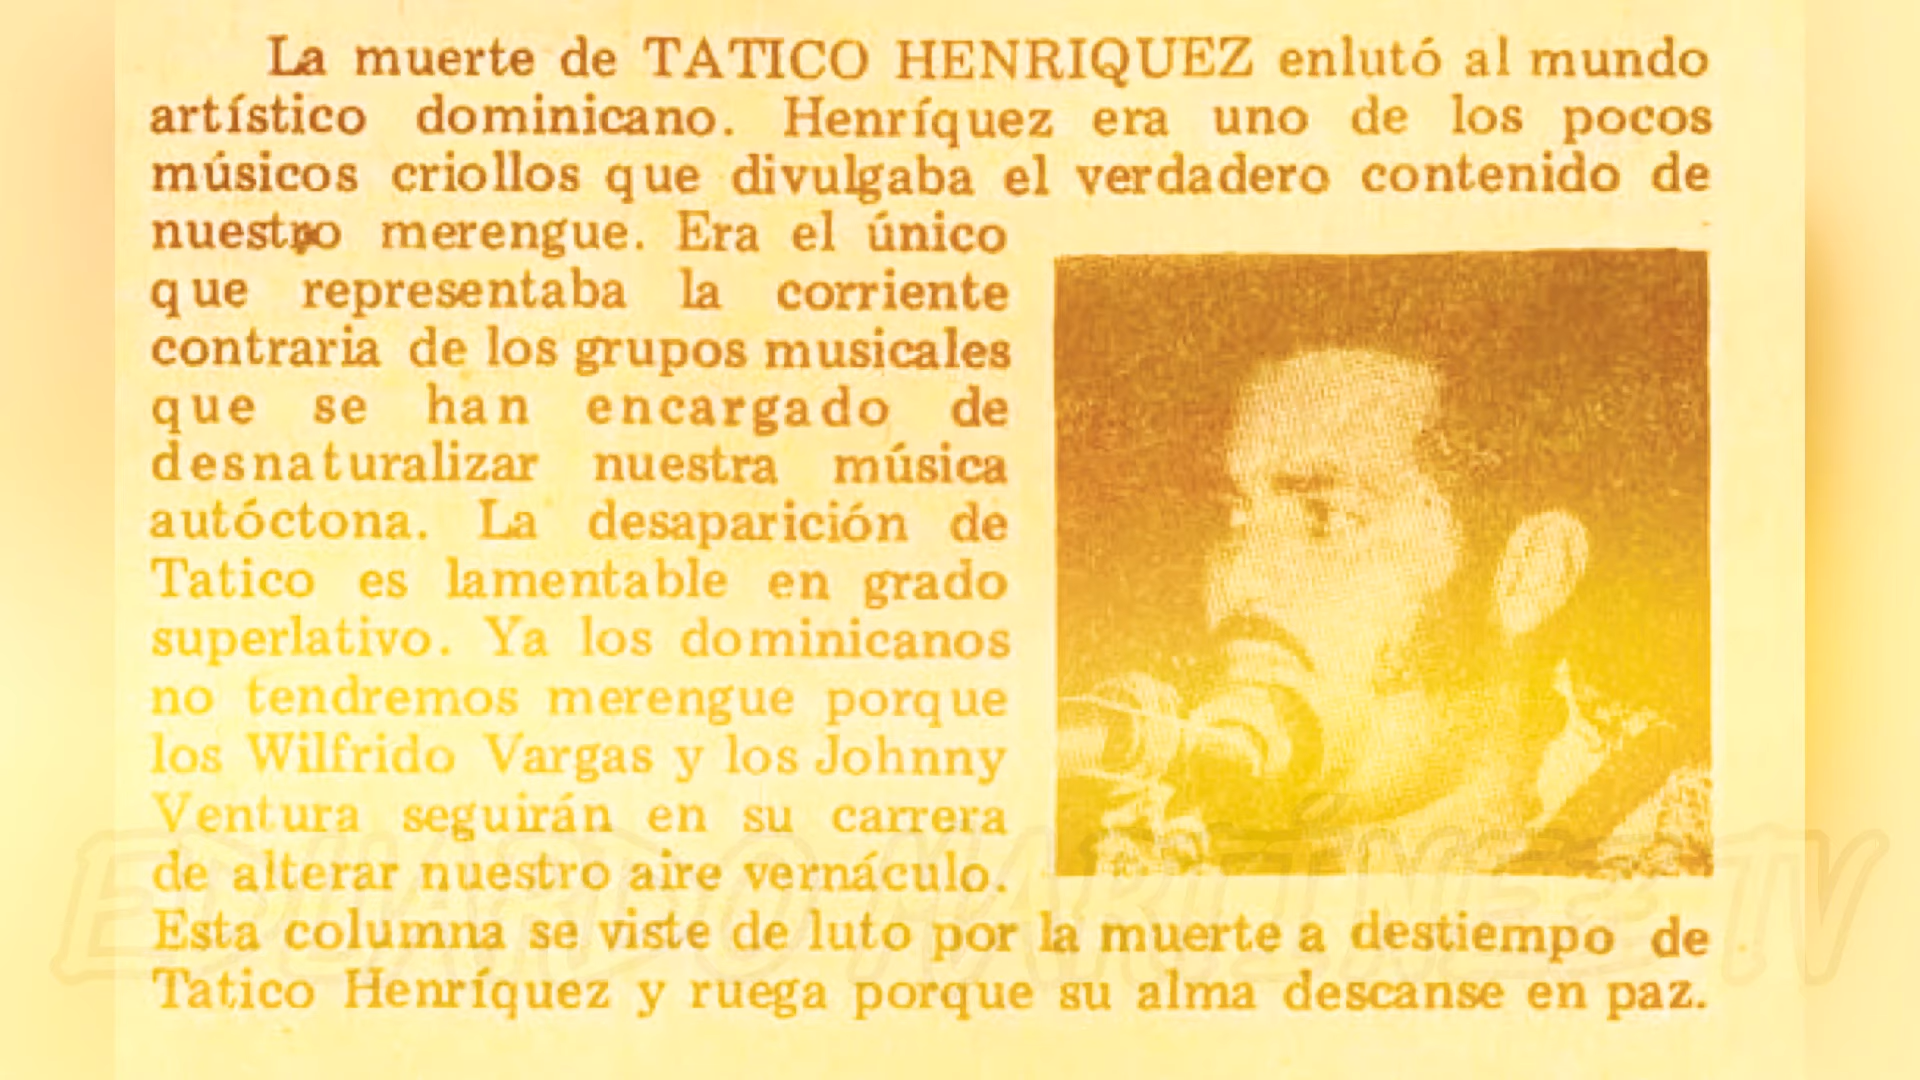 La muerte de TATICO HENRIQUEZ enlutó al mundo
artístico dominicano. Henríquez era uno de los pocos
músicos criollos que divulgaba el verdadero contenido de
nuestro merengue. Era el único
que representaba la corriente
contraria de los grupos musicales
que se han encargado de
desnaturalizar nuestra música
autóctona. La desaparición de
Tatico es lamentable en grado
superlativo. Ya los dominicanos
no tendremos merengue porque
los Wilfrido Vargas y los Johnny
Ventura seguirán en su carrera
de alterar nuestro aire vernáculo.
Esta columna se viste de luto por la muerte a destiempo de
Tatico Henríquez y ruega porque su alma descanse en paz.
EDUARDO MARTÍNEZ TV